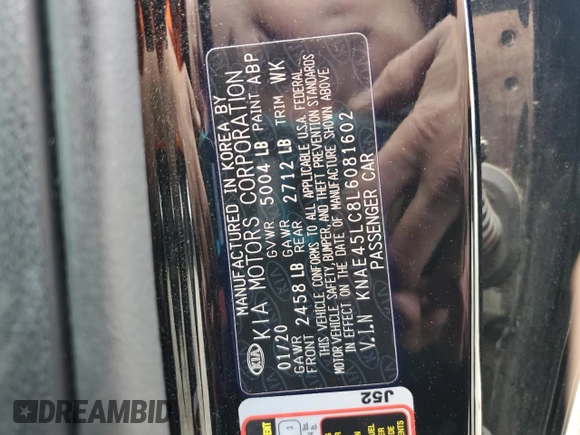 MANUFACTURED IN KOREA BY
KIA KIA MOTORS CORPORATION
01/20 GVWR 5004 LB PAINT ABP
GAWR FRONT 2458 LB GAWR REAR 2712 LB TRIM WK
THIS VEHICLE CONFORMS TO ALL APPLICABLE U.S.A. FEDERAL
MOTOR VEHICLE SAFETY, BUMPER, AND THEFT PREVENTION STANDARDS
IN EFFECT ON THE DATE OF MANUFACTURE SHOWN ABOVE
V.I.N KNAE45LC8L6081602
PASSENGER CAR
J52
DREAMBID